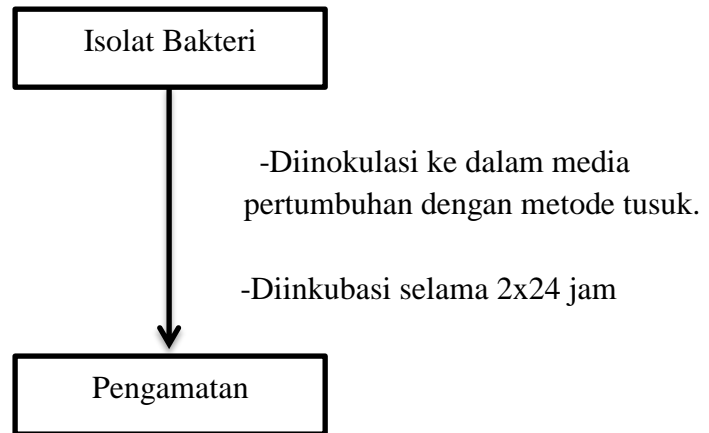 Isolat Bakteri
-Diinokulasi ke dalam media
pertumbuhan dengan metode tusuk.
-Diinkubasi selama 2x24 jam
Pengamatan